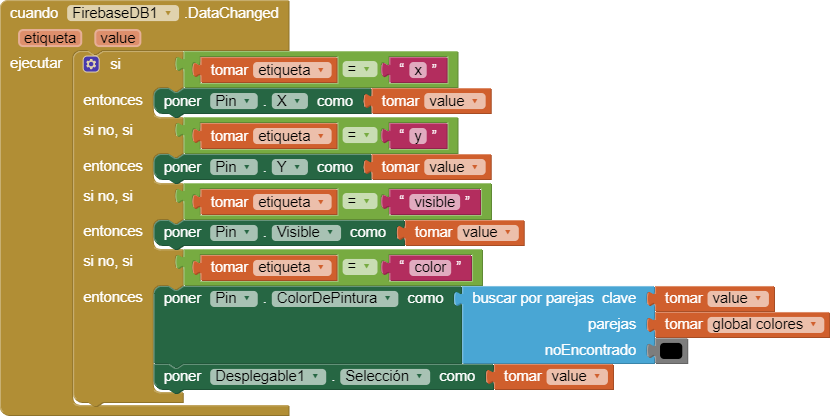 cuando FirebaseDB1 .DataChanged
etiqueta value
ejecutar si tomar etiqueta = “ x ”
entonces poner Pin . X como tomar value
si no, si tomar etiqueta = “ y ”
entonces poner Pin . Y como tomar value
si no, si tomar etiqueta = “ visible ”
entonces poner Pin . Visible como tomar value
si no, si tomar etiqueta = “ color ”
entonces poner Pin . ColorDePintura como buscar por parejas clave tomar value
parejas tomar global colores
noEncontrado
poner Desplegable1 . Selección como tomar value